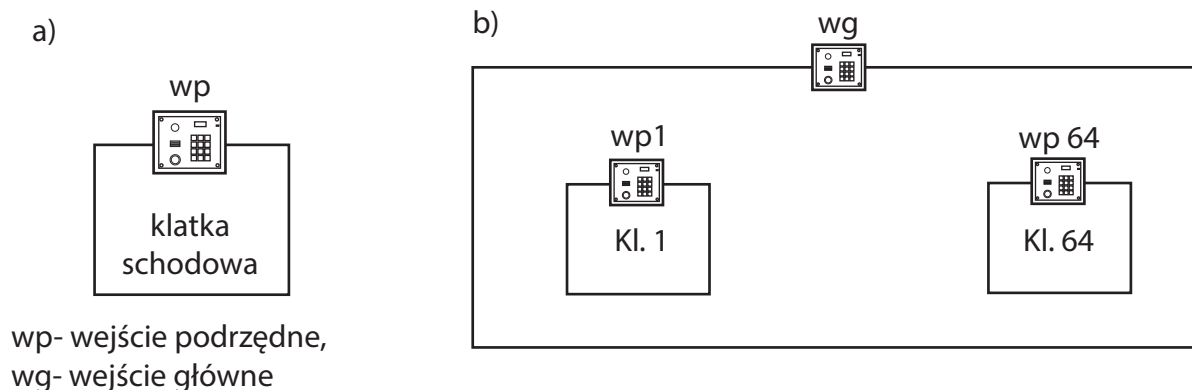 a)
wp
klatka
schodowa
wp- wejście podrzędne,
wg- wejście główne
b)
wg
wp1
Kl. 1
wp 64
Kl. 64